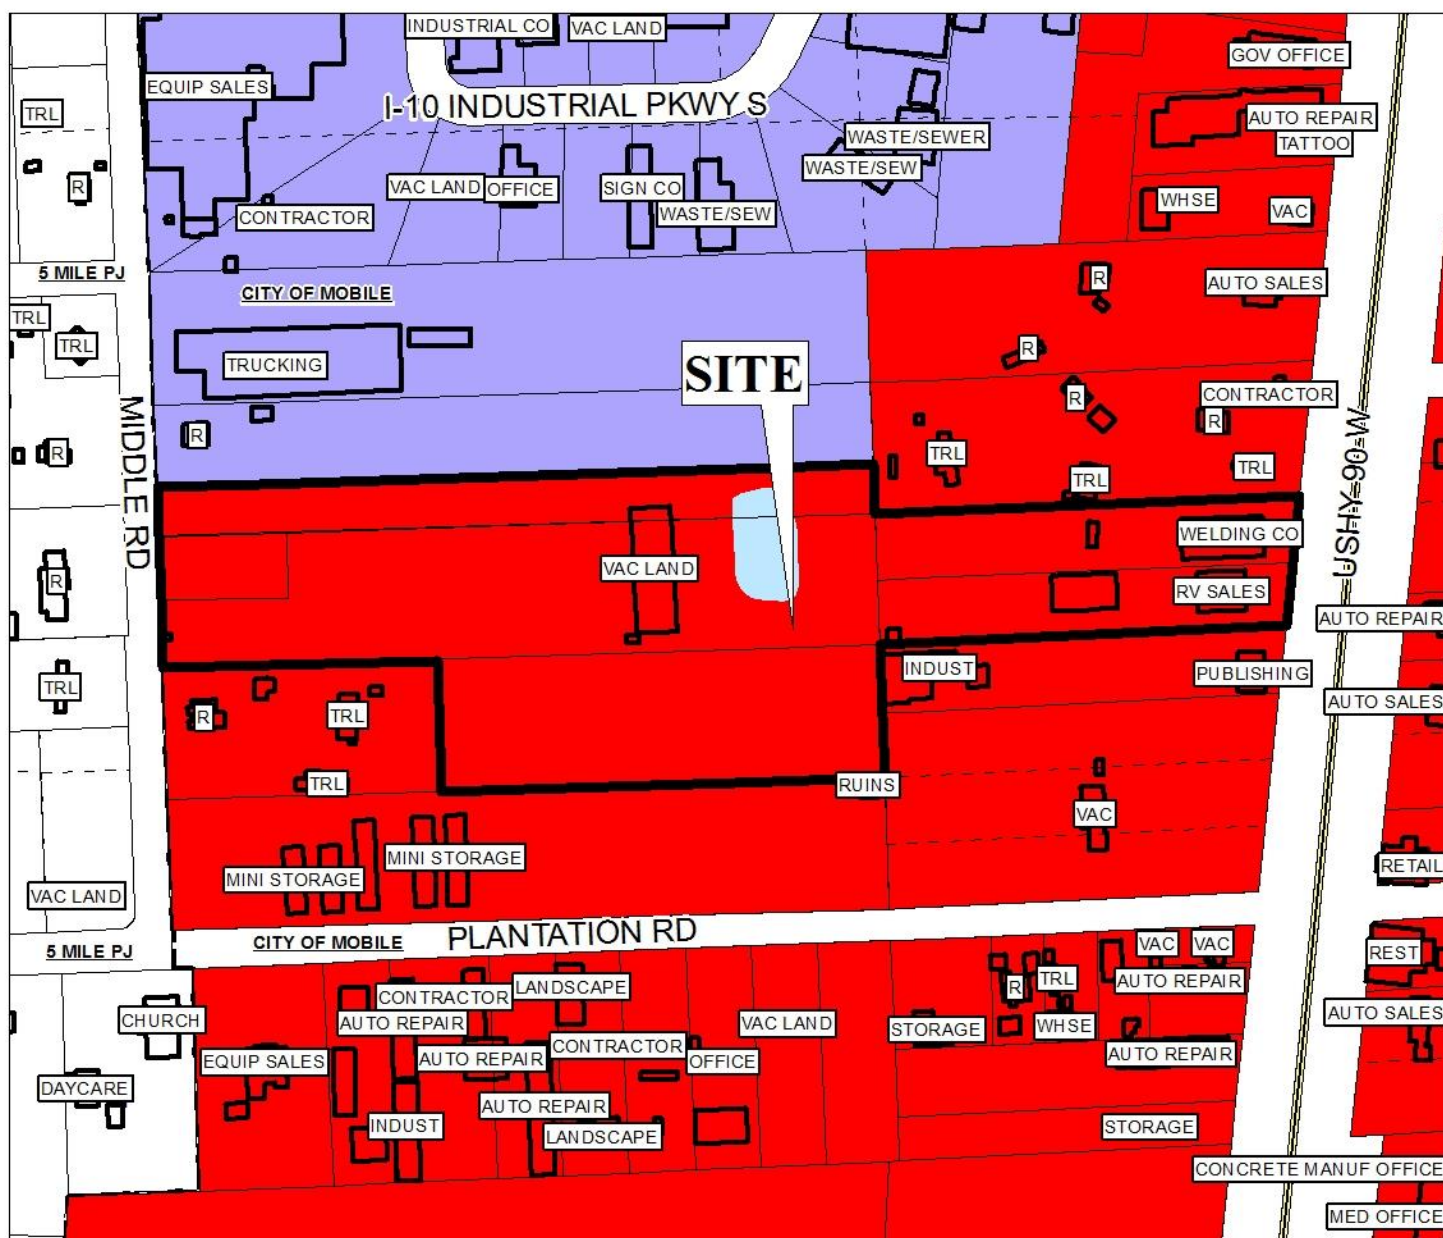 INDUSTRIAL CO
VAC LAND
GOV OFFICE
EQUIP SALES
TRL
I-10 INDUSTRIAL PKWY S
AUTO REPAIR
TATTOO
WASTE/SEWER
WASTE/SEW
R
VAC LAND
OFFICE
SIGN CO
WASTE/SEW
WHSE
VAC
CONTRACTOR
5 MILE PJ
CITY OF MOBILE
R
AUTO SALES
TRL
TRL
TRUCKING
SITE
R
R
CONTRACTOR
MIDDLE RD
R
R
R
TRL
TRL
TRL
USHY-90-W
WELDING CO
VAC LAND
R
RV SALES
AUTO REPAIR
INDUST
PUBLISHING
TRL
R
TRL
AUTO SALES
TRL
RUINS
VAC
MINI STORAGE
MINI STORAGE
RETAIL
VAC LAND
5 MILE PJ
CITY OF MOBILE
PLANTATION RD
VAC
VAC
REST
CONTRACTOR
LANDSCAPE
R
TRL
AUTO REPAIR
CHURCH
AUTO REPAIR
VAC LAND
STORAGE
WHSE
AUTO SALES
EQUIP SALES
AUTO REPAIR
CONTRACTOR
OFFICE
AUTO REPAIR
DAYCARE
AUTO REPAIR
INDUST
LANDSCAPE
STORAGE
CONCRETE MANUF OFFICE
MED OFFICE